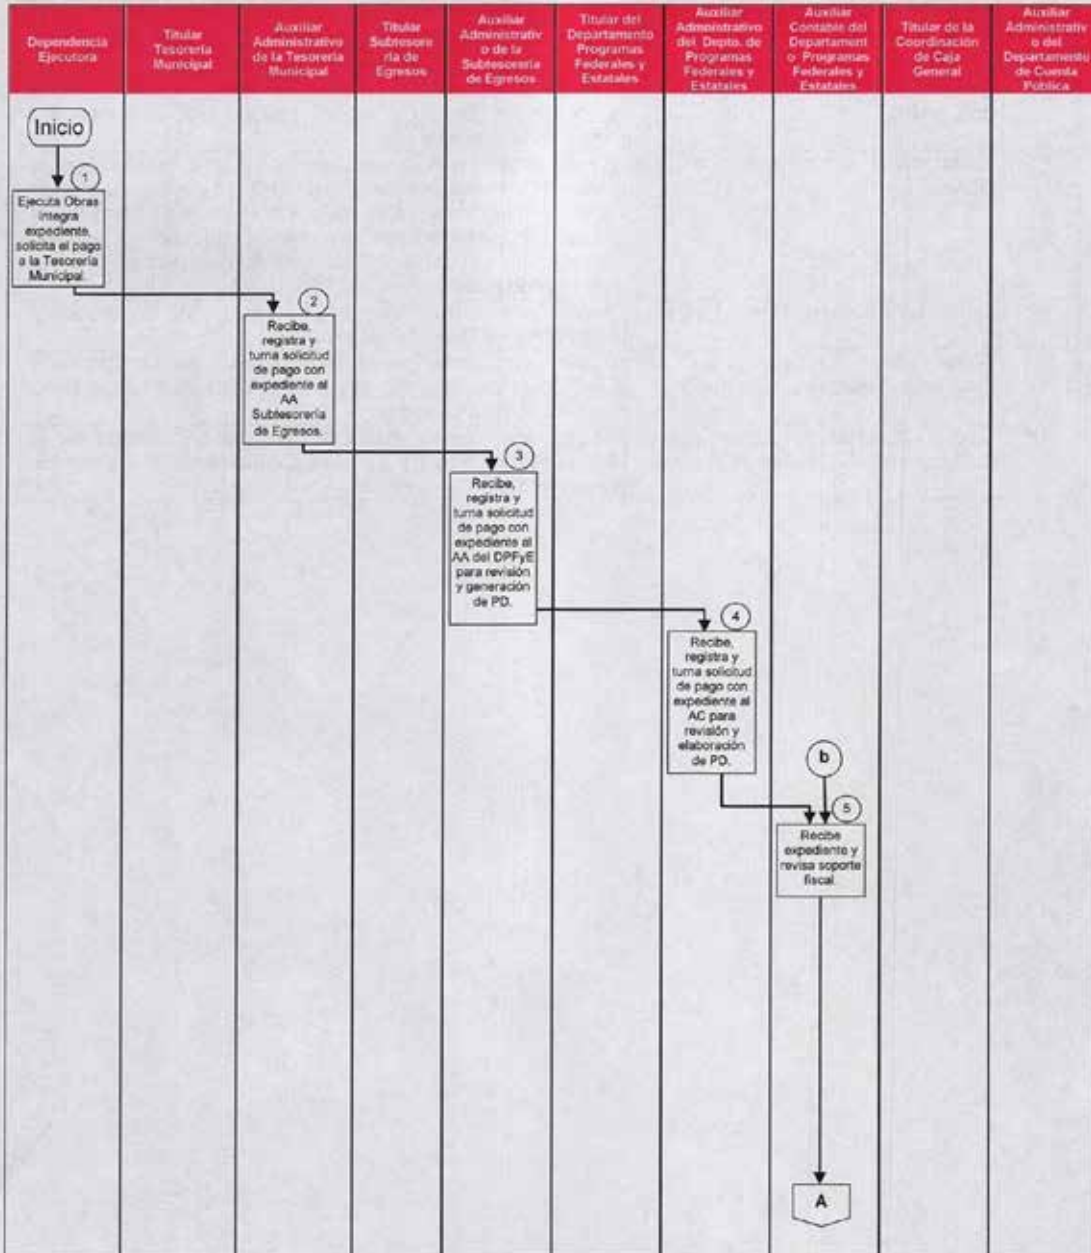 Dependencia
Ejecutora
Titular
Tesorería
Municipal
Auxiliar
Administrativo
de la Tesorería
Municipal
Titular
Subtesore
ría de
Egresos
Auxiliar
Administrativ
o de la
Subtesorería
de Egresos
Titular del
Departamento
Programas
Federales y
Estatales
Auxiliar
Administrativo
del Depto. de
Programas
Federales y
Estatales
Auxiliar
Contable del
Departament
o Programas
Federales y
Estatales
Titular de la
Coordinación
de Caja
General
Auxiliar
Administrativ
o del
Departamento
de Cuenta
Pública
Inicio
1
Ejecuta Obras
integra
expediente,
solicita el pago
a la Tesorería
Municipal.
2
Recibe,
registra y
turna solicitud
de pago con
expediente al
AA
Subtesorería
de Egresos.
3
Recibe,
registra y
turna solicitud
de pago con
expediente al
AA del DPFyE
para revisión
y generación
de PD.
4
Recibe,
registra y
turna solicitud
de pago con
expediente al
AC para
revisión y
elaboración
de PD.
b
5
Recibe
expediente y
revisa soporte
fiscal.
A